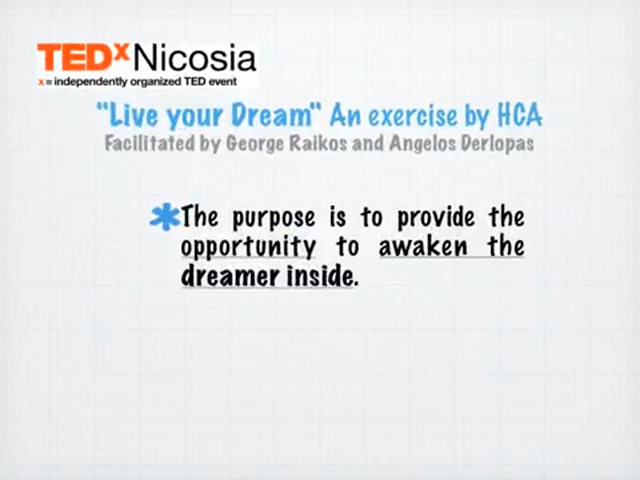 TEDxNicosia
x = independently organized TED event
"Live your Dream" An exercise by HCA
Facilitated by George Raikos and Angelos Derlopas
The purpose is to provide the
opportunity to awaken the
dreamer inside.